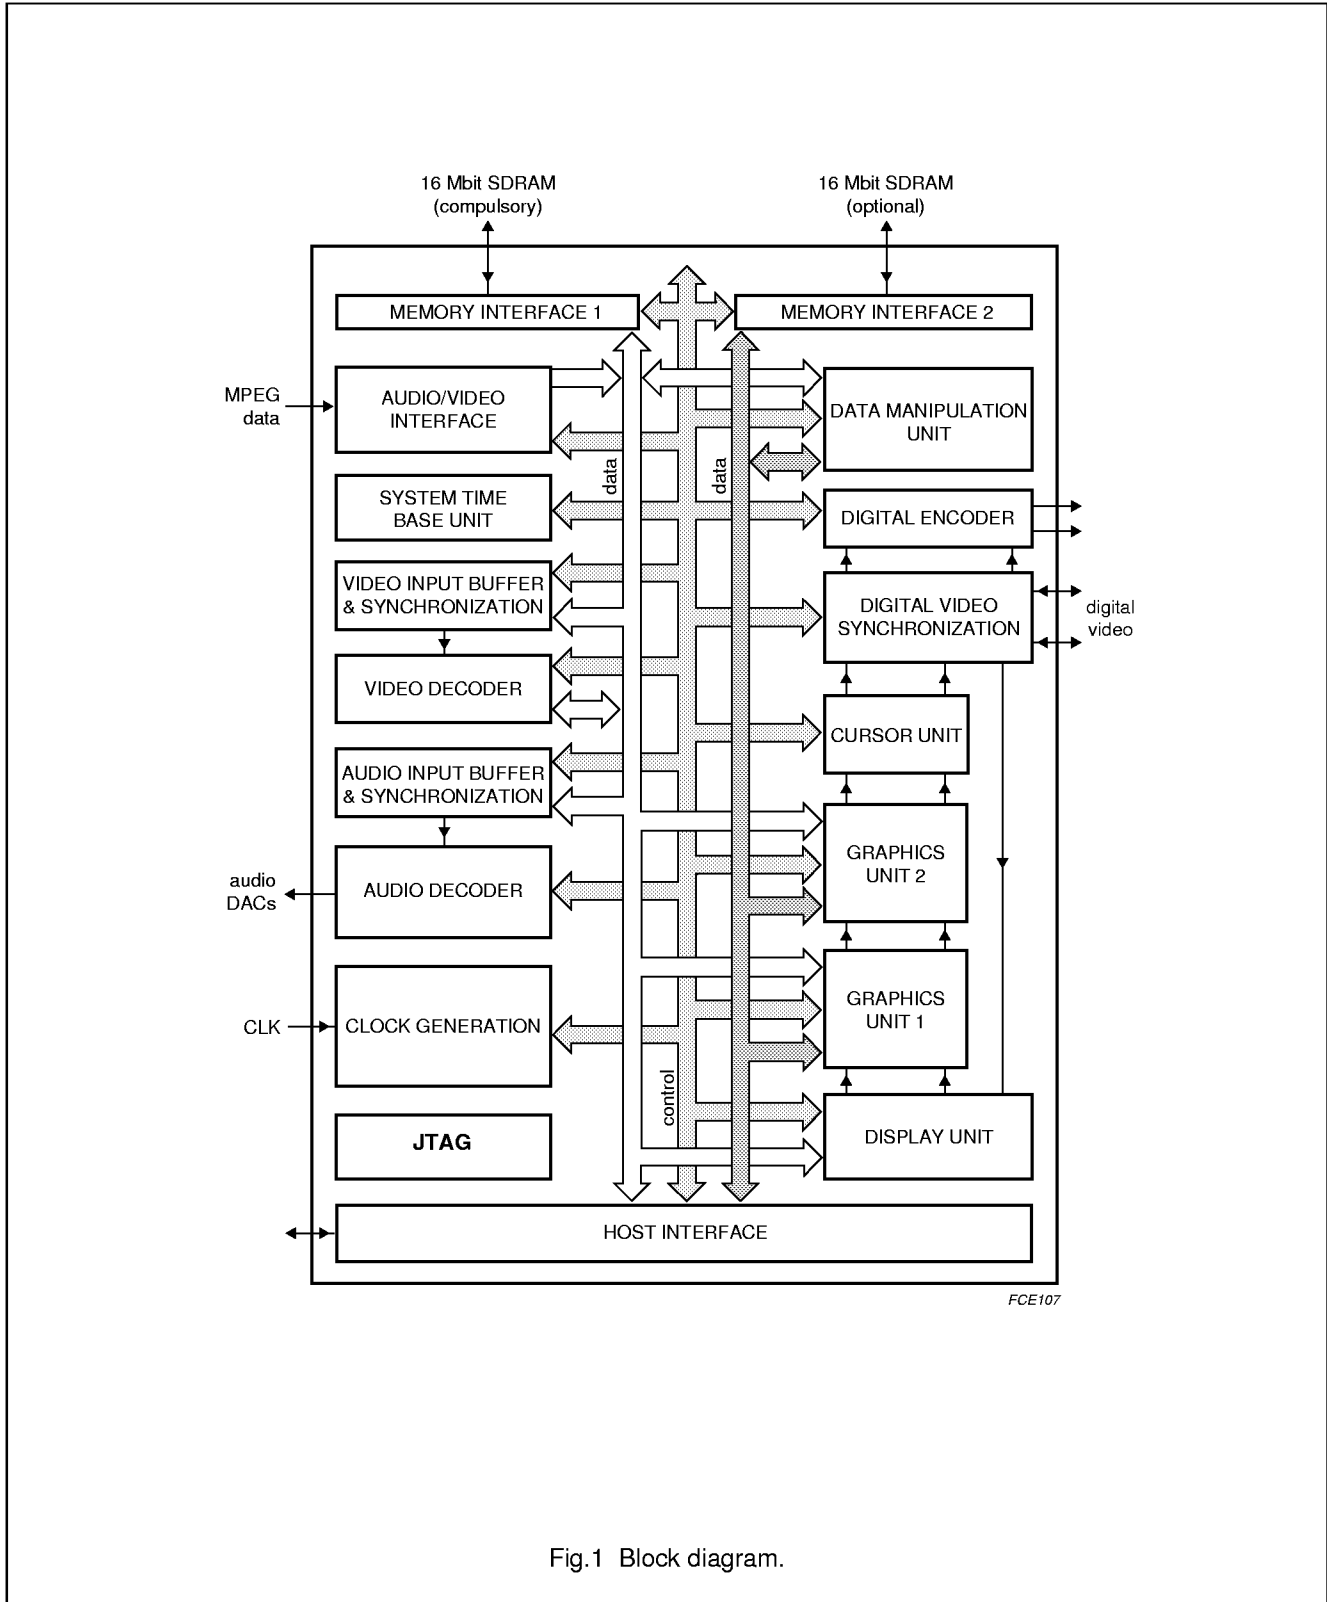 16 Mbit SDRAM
(compulsory)
16 Mbit SDRAM
(optional)
MEMORY INTERFACE 1
MEMORY INTERFACE 2
MPEG
data
AUDIO/VIDEO
INTERFACE
DATA MANIPULATION
UNIT
data
data
SYSTEM TIME
BASE UNIT
DIGITAL ENCODER
VIDEO INPUT BUFFER
& SYNCHRONIZATION
DIGITAL VIDEO
SYNCHRONIZATION
digital
video
VIDEO DECODER
CURSOR UNIT
AUDIO INPUT BUFFER
& SYNCHRONIZATION
GRAPHICS
UNIT 2
audio
DACs
AUDIO DECODER
GRAPHICS
UNIT 1
CLK
CLOCK GENERATION
control
JTAG
DISPLAY UNIT
HOST INTERFACE
FCE107
Fig.1 Block diagram.